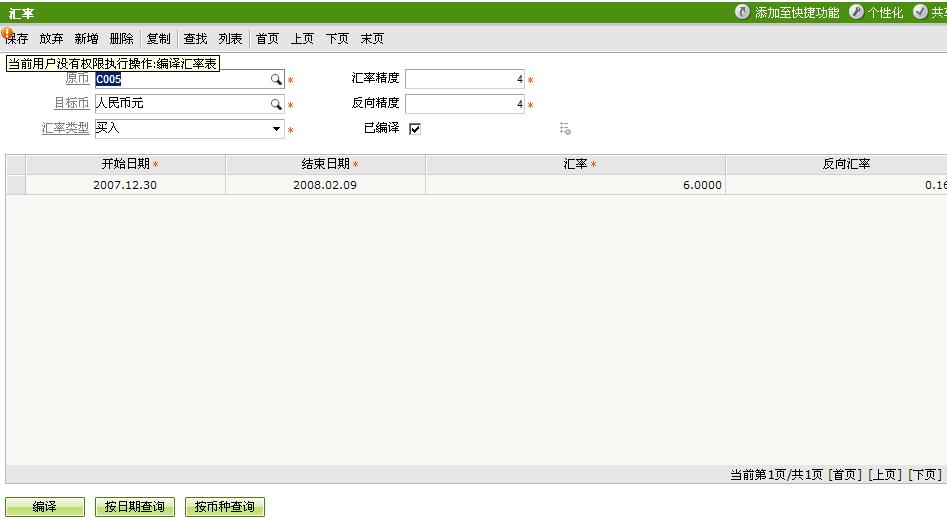 汇率 添加至快捷功能 个性化
存 放弃 新增 删除 复制 查找 列表 首页 上页 下页 末页
当前用户没有权限执行操作:编译汇率表
原币 C005 * 汇率精度 4 *
目标币 人民币元 * 反向精度 4 *
汇率类型 买入 * 已编译
开始日期 * 结束日期 * 汇率 * 反向汇率
2007.12.30 2008.02.09 6.0000 0.16
当前第1页/共1页 [首页] [上页] [下页]
编译 按日期查询 按币种查询